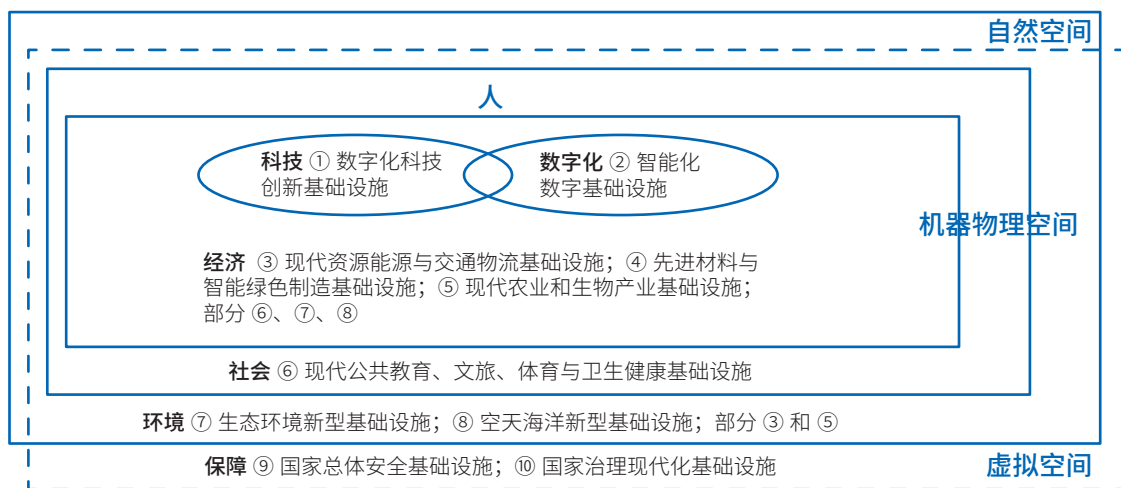 自然空间
人
科技 ① 数字化科技
创新基础设施
数字化 ② 智能化
数字基础设施
机器物理空间
经济 ③ 现代资源能源与交通物流基础设施；④ 先进材料与
智能绿色制造基础设施；⑤ 现代农业和生物产业基础设施；
部分 ⑥、⑦、⑧
社会 ⑥ 现代公共教育、文旅、体育与卫生健康基础设施
环境 ⑦ 生态环境新型基础设施；⑧ 空天海洋新型基础设施；部分 ③ 和 ⑤
保障 ⑨ 国家总体安全基础设施；⑩ 国家治理现代化基础设施
虚拟空间